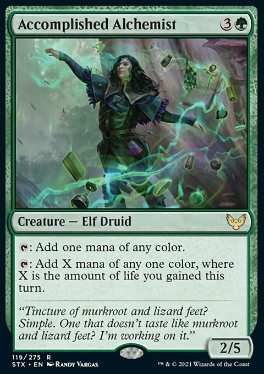 Accomplished Alchemist 3
Creature — Elf Druid
: Add one mana of any color.
: Add X mana of any one color, where
X is the amount of life you gained this
turn.
“Tincture of murkroot and lizard feet?
Simple. One that doesn’t taste like murkroot
and lizard feet? I’m working on it.”
2/5
119/275 R
STX • EN RANDY VARGAS
™ & © 2021 Wizards of the Coast